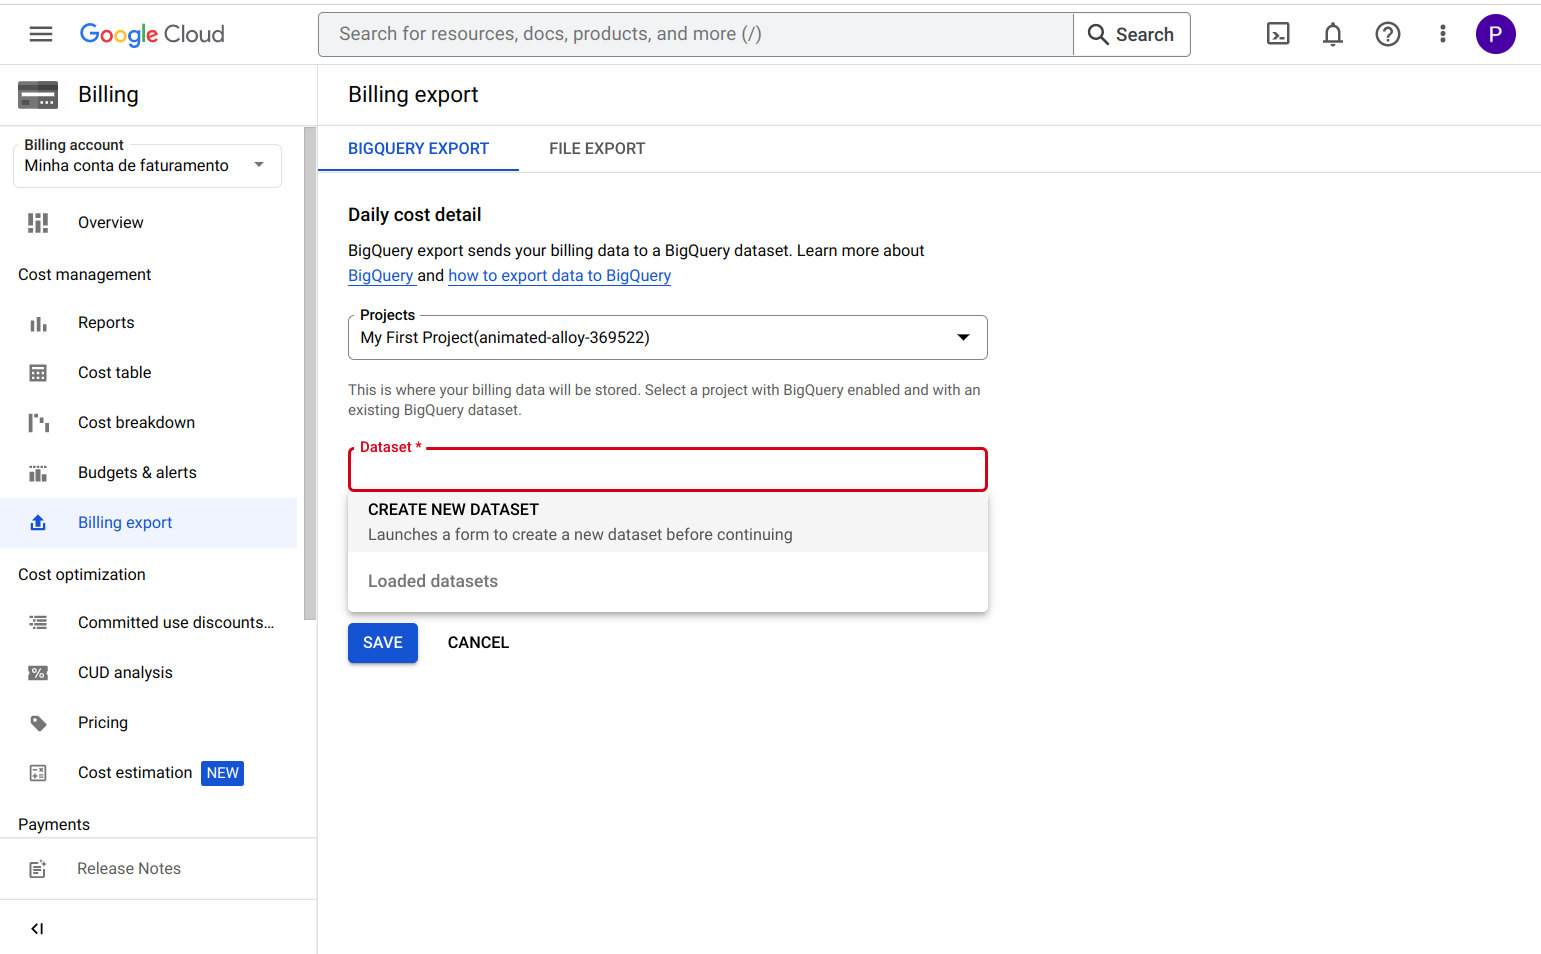 Google Cloud
Search for resources, docs, products, and more (/)
Search
P
Billing
Billing export
Billing account
Minha conta de faturamento
BIGQUERY EXPORT
FILE EXPORT
Overview
Cost management
Reports
Cost table
Cost breakdown
Budgets & alerts
Billing export
Cost optimization
Committed use discounts...
CUD analysis
Pricing
Cost estimation NEW
Payments
Release Notes
Daily cost detail
BigQuery export sends your billing data to a BigQuery dataset. Learn more about
BigQuery and how to export data to BigQuery
Projects
My First Project(animated-alloy-369522)
This is where your billing data will be stored. Select a project with BigQuery enabled and with an
existing BigQuery dataset.
Dataset *
CREATE NEW DATASET
Launches a form to create a new dataset before continuing
Loaded datasets
SAVE
CANCEL